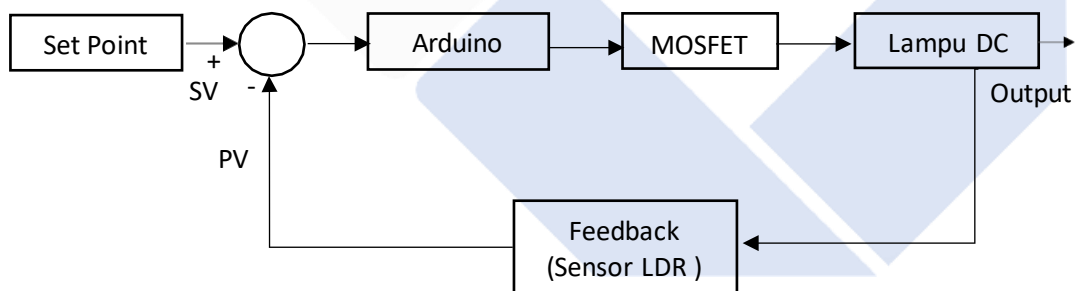 Set Point
+
SV
-
Arduino
MOSFET
Lampu DC
Output
PV
Feedback
(Sensor LDR )